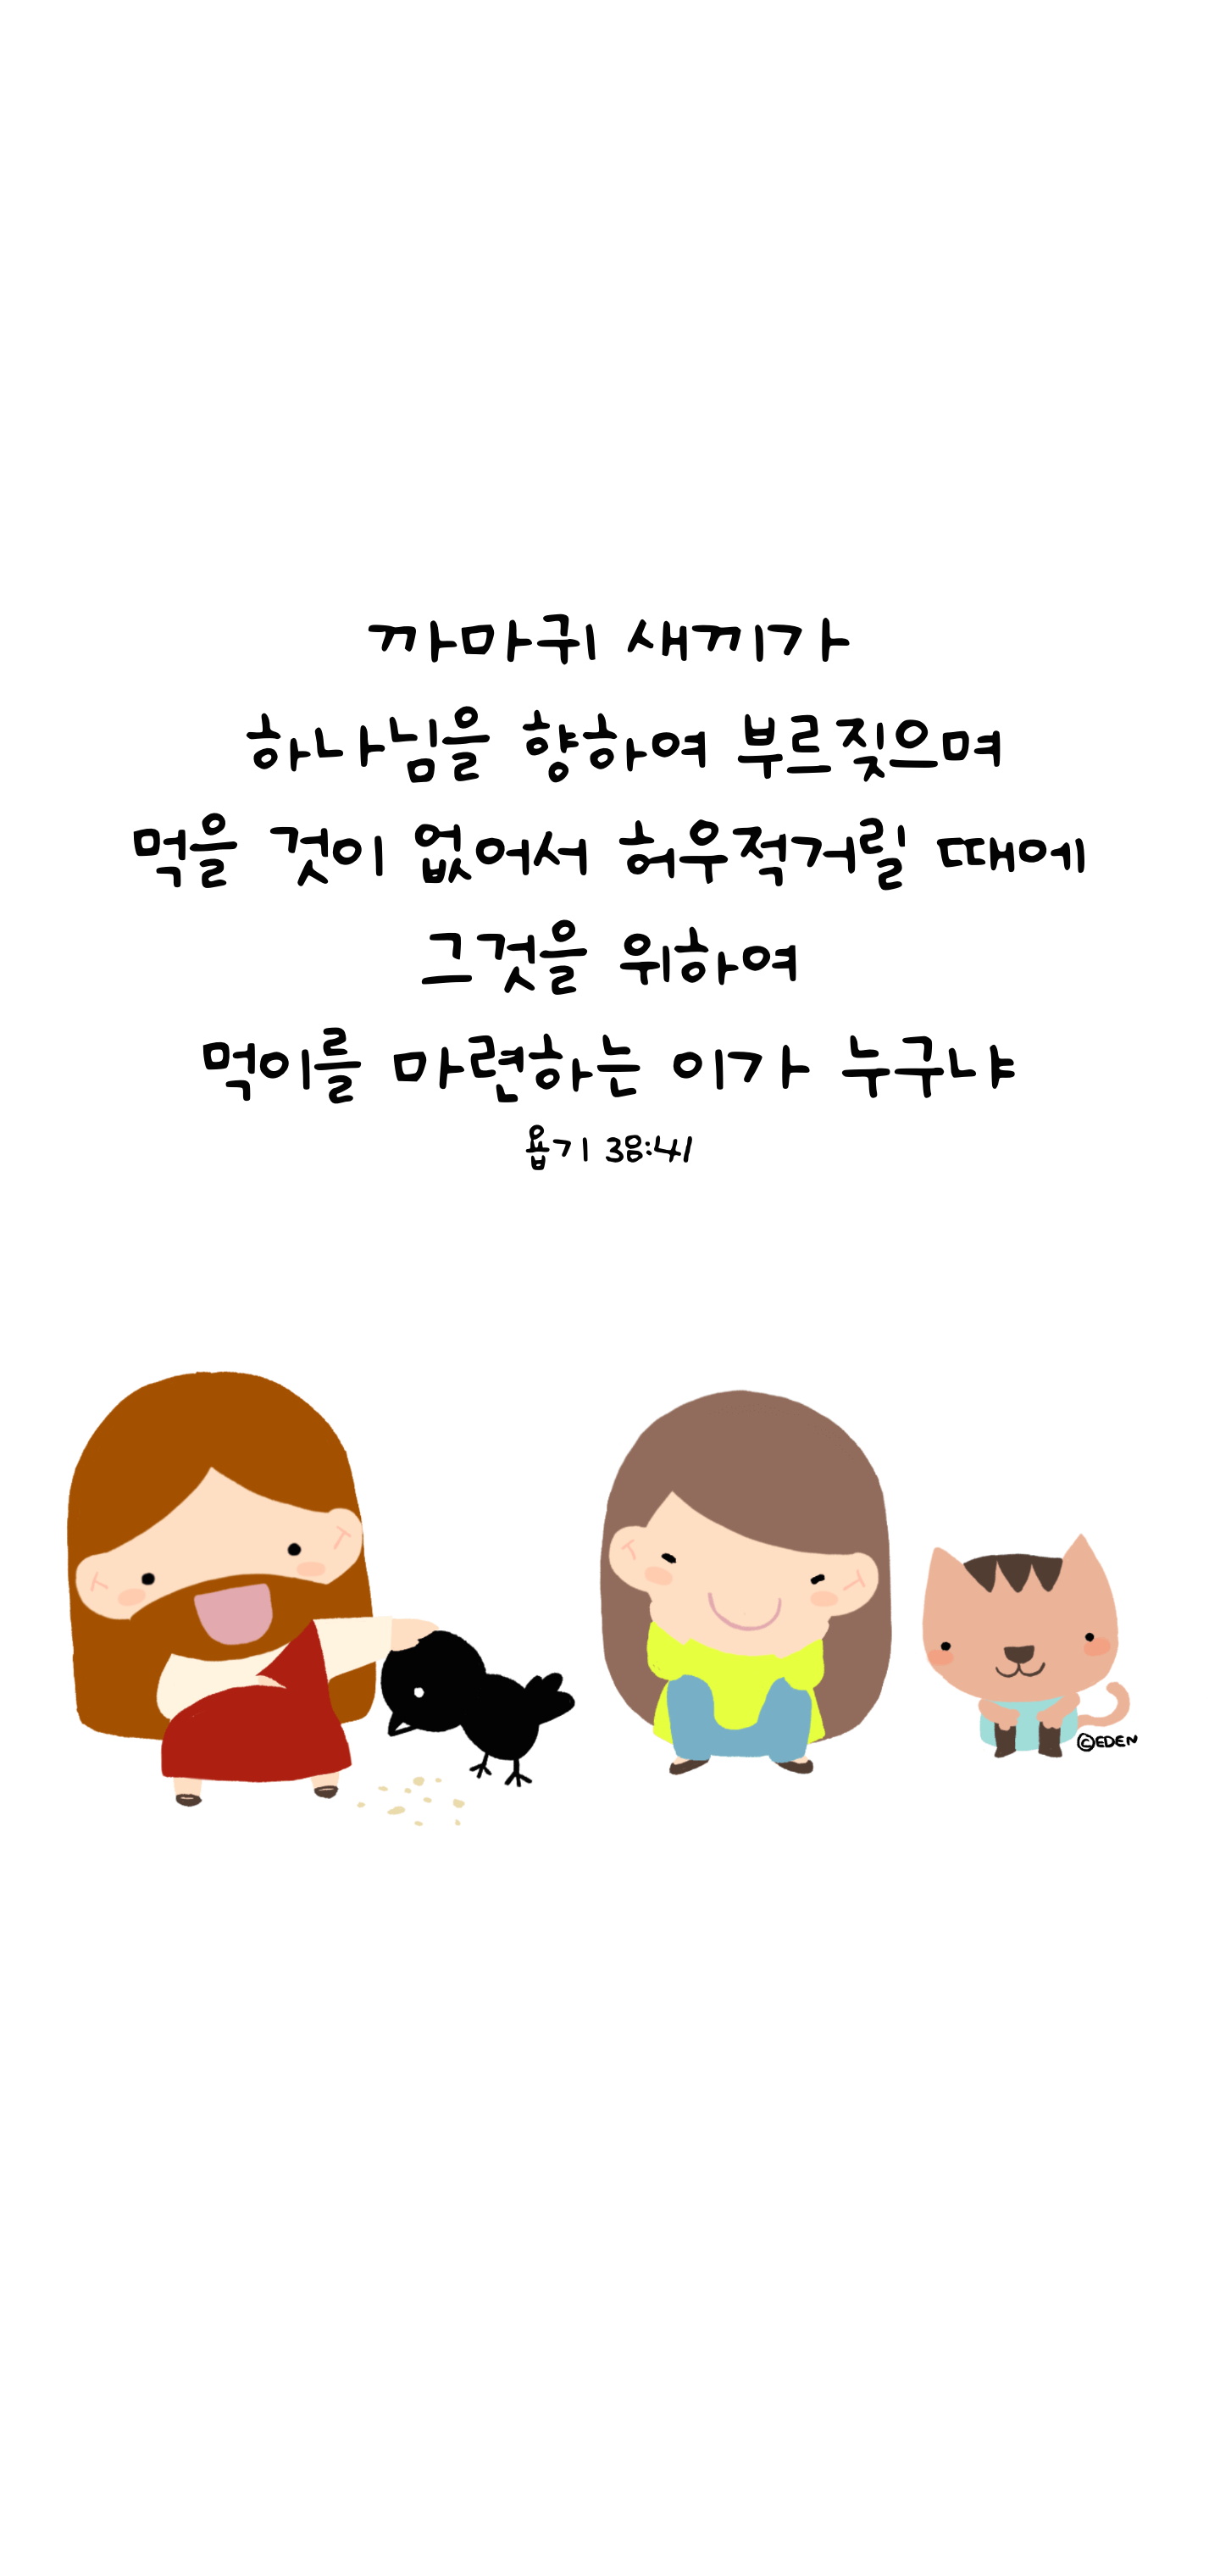 까마귀 새끼가
하나님을 향하여 부르짖으며
먹을 것이 없어서 허우적거릴 때에
그것을 위하여
먹이를 마련하는 이가 누구냐
욥기 38:41
©EDEN